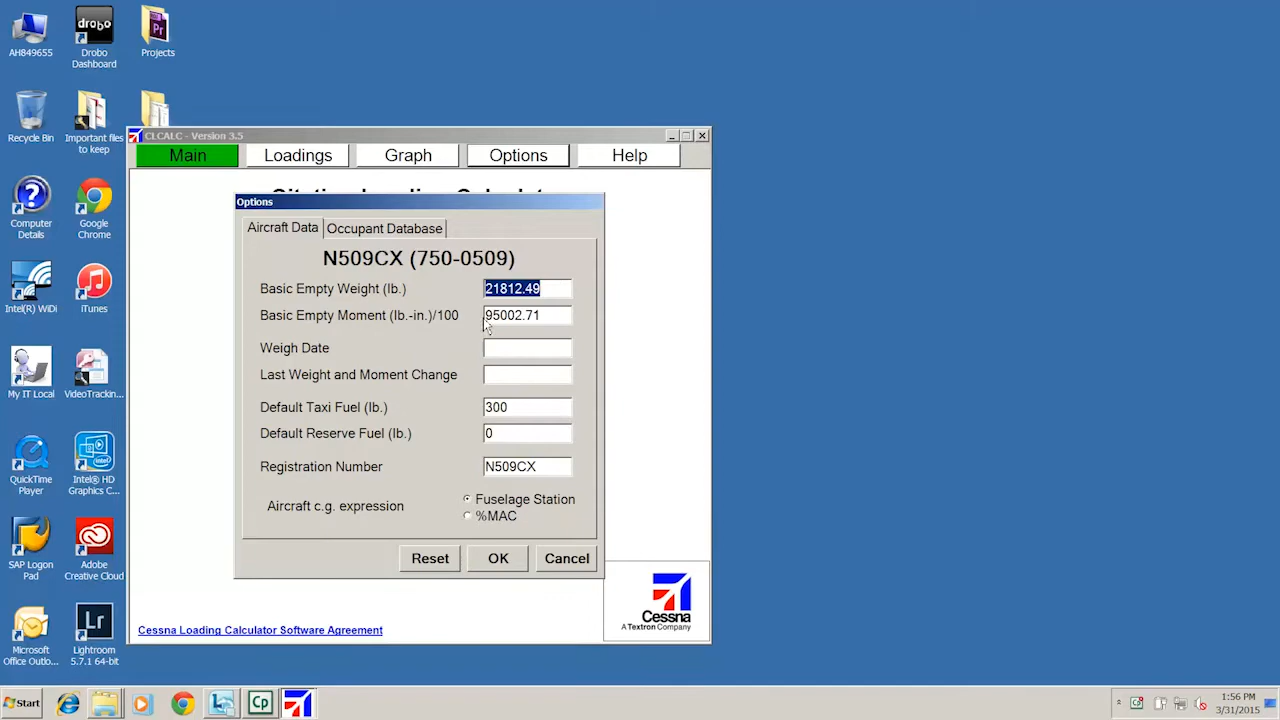 AH849655
drobo
Drobo
Dashboard
Pr
Projects
Recycle Bin
Important files
to keep
Computer
Details
Google
Chrome
Intel(R) WiDi
iTunes
My IT Local
VideoTrackin...
QuickTime
Player
Intel® HD
Graphics C...
SAP Logon
Pad
Adobe
Creative Cloud
Microsoft
Office Outlo...
Lr
Lightroom
5.7.1 64-bit
CLCALC - Version 3.5
Main Loadings Graph Options Help
Options
Aircraft Data Occupant Database
N509CX (750-0509)
Basic Empty Weight (lb.) 21812.49
Basic Empty Moment (lb.-in.)/100 95002.71
Weigh Date
Last Weight and Moment Change
Default Taxi Fuel (lb.) 300
Default Reserve Fuel (lb.) 0
Registration Number N509CX
Aircraft c.g. expression
Fuselage Station
%MAC
Reset OK Cancel
Cessna
A Textron Company
Cessna Loading Calculator Software Agreement
Start
Cp
1:56 PM
3/31/2015